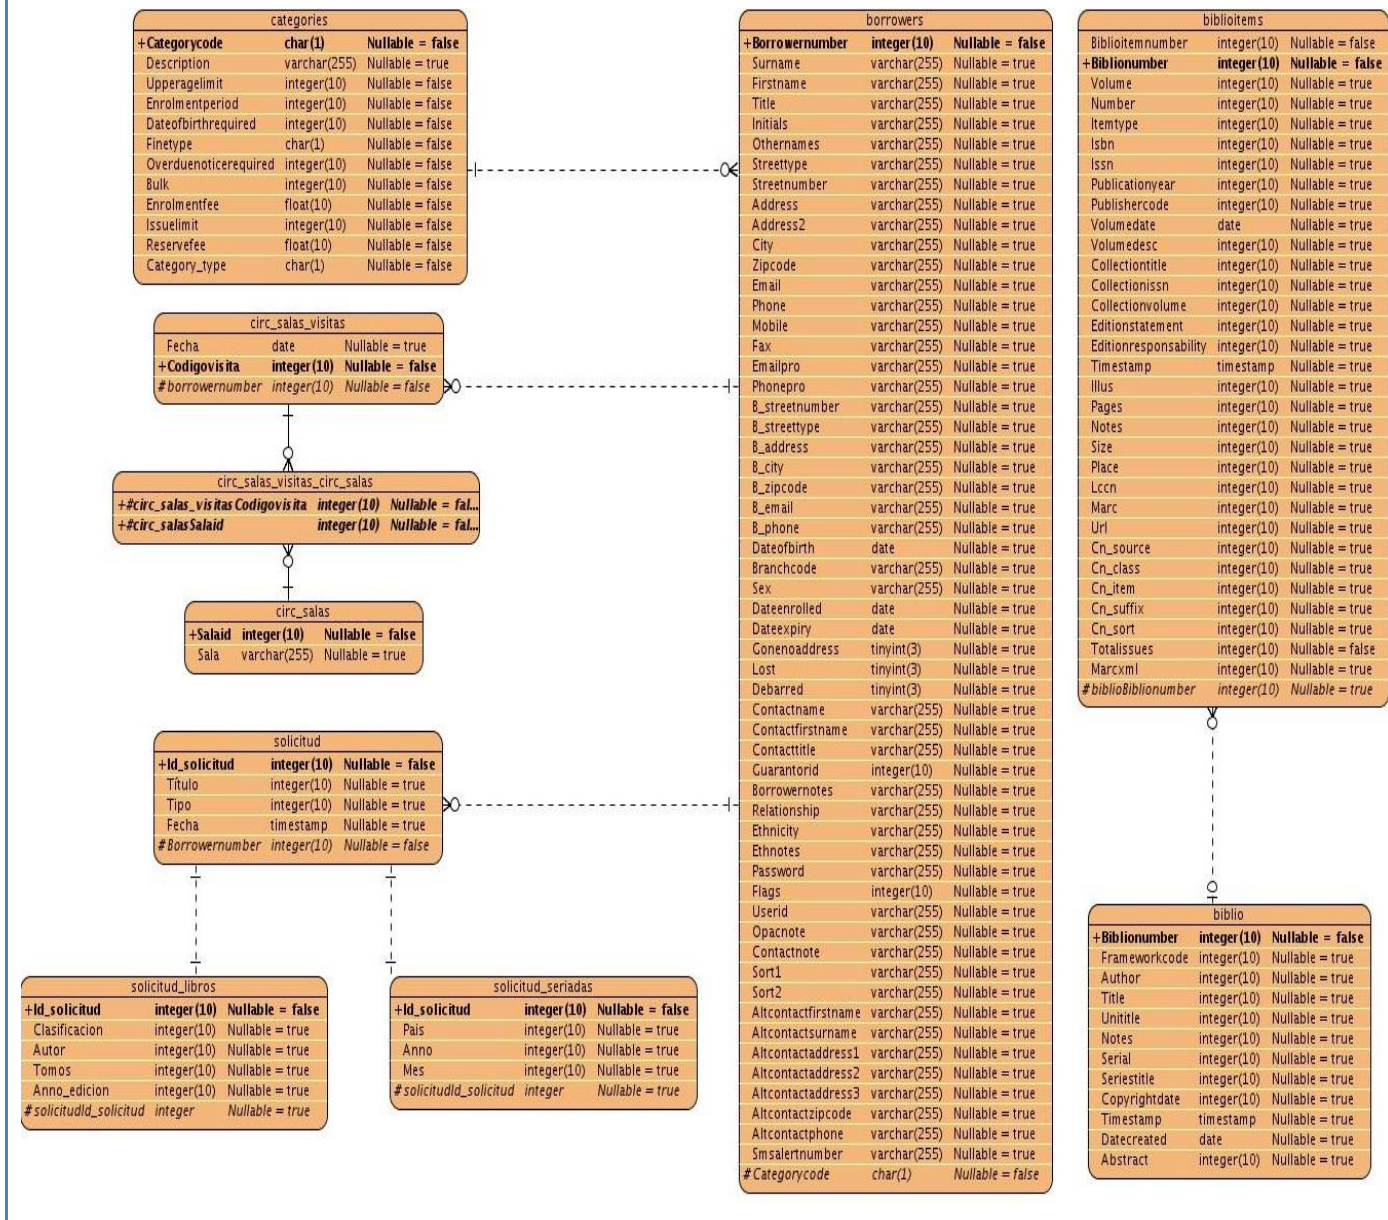 categories
+Categorycode char(1) Nullable = false
Description varchar(255) Nullable = true
Upperagelimit integer(10) Nullable = false
Enrolmentperiod integer(10) Nullable = false
Dateofbirthrequired integer(10) Nullable = false
Finetype char(1) Nullable = false
Overduenoticerequired integer(10) Nullable = false
Bulk integer(10) Nullable = false
Enrolmentfee float(10) Nullable = false
Issuelimit integer(10) Nullable = false
Reservefee float(10) Nullable = false
Category_type char(1) Nullable = false
circ_salas_visitas
Fecha date Nullable = true
+Codigovisita integer(10) Nullable = false
#borrowernumber integer(10) Nullable = false
circ_salas_visitas_circ_salas
+#circ_salas_visitasCodigovisita integer(10) Nullable = fal...
+#circ_salasSalaid integer(10) Nullable = fal...
circ_salas
+Salaid integer(10) Nullable = false
Sala varchar(255) Nullable = true
solicitud
+Id_solicitud integer(10) Nullable = false
Título integer(10) Nullable = true
Tipo integer(10) Nullable = true
Fecha timestamp Nullable = true
#Borrowernumber integer(10) Nullable = false
solicitud_libros
+Id_solicitud integer(10) Nullable = false
Clasificacion integer(10) Nullable = true
Autor integer(10) Nullable = true
Tomos integer(10) Nullable = true
Anno_edicion integer(10) Nullable = true
#solicitudId_solicitud integer Nullable = true
solicitud_seriadas
+Id_solicitud integer(10) Nullable = false
Pais integer(10) Nullable = true
Anno integer(10) Nullable = true
Mes integer(10) Nullable = true
#solicitudId_solicitud integer Nullable = true
borrowers
+Borrowernumber integer(10) Nullable = false
Surname varchar(255) Nullable = true
Firstname varchar(255) Nullable = true
Title varchar(255) Nullable = true
Initials varchar(255) Nullable = true
Othernames varchar(255) Nullable = true
Streettype varchar(255) Nullable = true
Streetnumber varchar(255) Nullable = true
Address varchar(255) Nullable = true
Address2 varchar(255) Nullable = true
City varchar(255) Nullable = true
Zipcode varchar(255) Nullable = true
Email varchar(255) Nullable = true
Phone varchar(255) Nullable = true
Mobile varchar(255) Nullable = true
Fax varchar(255) Nullable = true
Emailpro varchar(255) Nullable = true
Phonepro varchar(255) Nullable = true
B_streetnumber varchar(255) Nullable = true
B_streettype varchar(255) Nullable = true
B_address varchar(255) Nullable = true
B_city varchar(255) Nullable = true
B_zipcode varchar(255) Nullable = true
B_email varchar(255) Nullable = true
B_phone varchar(255) Nullable = true
Dateofbirth date Nullable = true
Branchcode varchar(255) Nullable = true
Sex varchar(255) Nullable = true
Dateenrolled date Nullable = true
Dateexpiry date Nullable = true
Gonenoaddress tinyint(3) Nullable = true
Lost tinyint(3) Nullable = true
Debarred tinyint(3) Nullable = true
Contactname varchar(255) Nullable = true
Contactfirstname varchar(255) Nullable = true
Contacttitle varchar(255) Nullable = true
Guarantorid integer(10) Nullable = true
Borrowernotes varchar(255) Nullable = true
Relationship varchar(255) Nullable = true
Ethnicity varchar(255) Nullable = true
Ethnotes varchar(255) Nullable = true
Password varchar(255) Nullable = true
Flags integer(10) Nullable = true
Userid varchar(255) Nullable = true
Opacnote varchar(255) Nullable = true
Contactnote varchar(255) Nullable = true
Sort1 varchar(255) Nullable = true
Sort2 varchar(255) Nullable = true
Altcontactfirstname varchar(255) Nullable = true
Altcontactsurname varchar(255) Nullable = true
Altcontactaddress1 varchar(255) Nullable = true
Altcontactaddress2 varchar(255) Nullable = true
Altcontactaddress3 varchar(255) Nullable = true
Altcontactzipcode varchar(255) Nullable = true
Altcontactphone varchar(255) Nullable = true
Smsalertnumber varchar(255) Nullable = true
#Categorycode char(1) Nullable = false
biblioitems
Biblioitemnumber integer(10) Nullable = false
+Biblionumber integer(10) Nullable = false
Volume integer(10) Nullable = true
Number integer(10) Nullable = true
Itemtype integer(10) Nullable = true
Isbn integer(10) Nullable = true
Issn integer(10) Nullable = true
Publicationyear integer(10) Nullable = true
Publishercode integer(10) Nullable = true
Volumedate date Nullable = true
Volumedesc integer(10) Nullable = true
Collectiontitle integer(10) Nullable = true
Collectionissn integer(10) Nullable = true
Collectionvolume integer(10) Nullable = true
Editionstatement integer(10) Nullable = true
Editionresponsability integer(10) Nullable = true
Timestamp timestamp Nullable = true
Illus integer(10) Nullable = true
Pages integer(10) Nullable = true
Notes integer(10) Nullable = true
Size integer(10) Nullable = true
Place integer(10) Nullable = true
Lccn integer(10) Nullable = true
Marc integer(10) Nullable = true
Url integer(10) Nullable = true
Cn_source integer(10) Nullable = true
Cn_class integer(10) Nullable = true
Cn_item integer(10) Nullable = true
Cn_suffix integer(10) Nullable = true
Cn_sort integer(10) Nullable = true
Totalissues integer(10) Nullable = false
Marcxml integer(10) Nullable = true
#biblioBiblionumber integer(10) Nullable = true
biblio
+Biblionumber integer(10) Nullable = false
Frameworkcode integer(10) Nullable = true
Author integer(10) Nullable = true
Title integer(10) Nullable = true
Unititle integer(10) Nullable = true
Notes integer(10) Nullable = true
Serial integer(10) Nullable = true
Seriestitle integer(10) Nullable = true
Copyrightdate integer(10) Nullable = true
Timestamp timestamp Nullable = true
Datecreated date Nullable = true
Abstract integer(10) Nullable = true